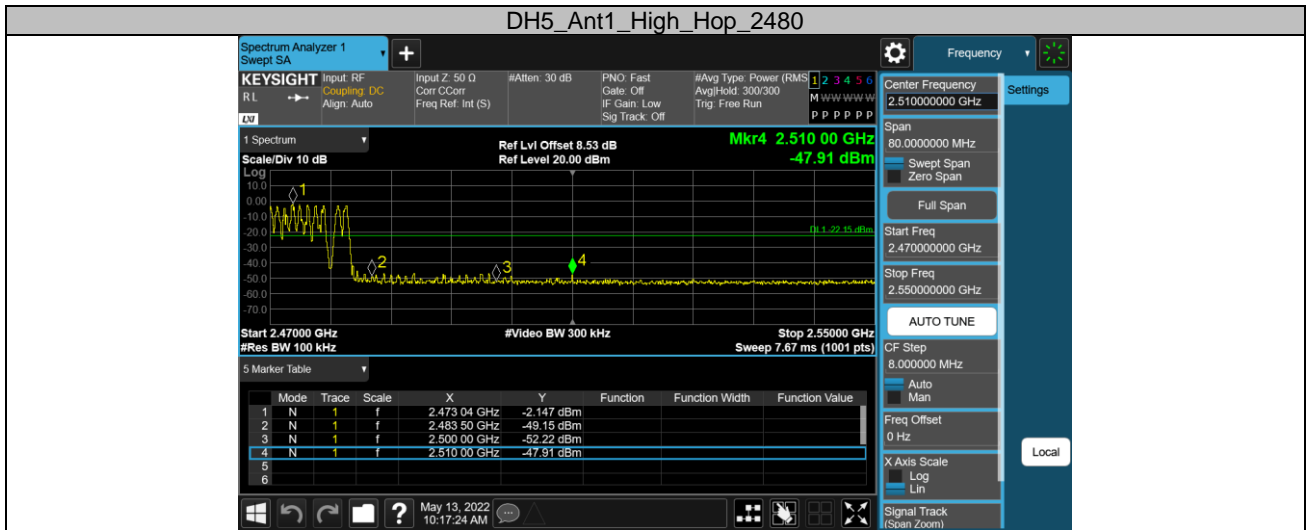 DH5_Ant1_High_Hop_2480
Spectrum Analyzer 1
Swept SA
+
Frequency
KEYSIGHT
RL
LXI
Input: RF
Coupling: DC
Align: Auto
Input Z: 50 Ω
Corr CCorr
Freq Ref: Int (S)
#Atten: 30 dB
PNO: Fast
Gate: Off
IF Gain: Low
Sig Track: Off
#Avg Type: Power (RMS
Avg|Hold: 300/300
Trig: Free Run
1 2 3 4 5 6
M W W W W W
P P P P P P
1 Spectrum
Scale/Div 10 dB
Ref Lvl Offset 8.53 dB
Ref Level 20.00 dBm
Mkr4 2.510 00 GHz
-47.91 dBm
Log
10.0
0.00
-10.0
-20.0
-30.0
-40.0
-50.0
-60.0
-70.0
1
2
3
4
DL1 -22.15 dBm
Start 2.47000 GHz
#Res BW 100 kHz
#Video BW 300 kHz
Stop 2.55000 GHz
Sweep 7.67 ms (1001 pts)
5 Marker Table
Mode Trace Scale X Y Function Function Width Function Value
1 N 1 f 2.473 04 GHz -2.147 dBm
2 N 1 f 2.483 50 GHz -49.15 dBm
3 N 1 f 2.500 00 GHz -52.22 dBm
4 N 1 f 2.510 00 GHz -47.91 dBm
5
6
?
May 13, 2022
10:17:24 AM
Center Frequency
2.510000000 GHz
Settings
Span
80.0000000 MHz
Swept Span
Zero Span
Full Span
Start Freq
2.470000000 GHz
Stop Freq
2.550000000 GHz
AUTO TUNE
CF Step
8.000000 MHz
Auto
Man
Freq Offset
0 Hz
Local
X Axis Scale
Log
Lin
Signal Track
(Span Zoom)